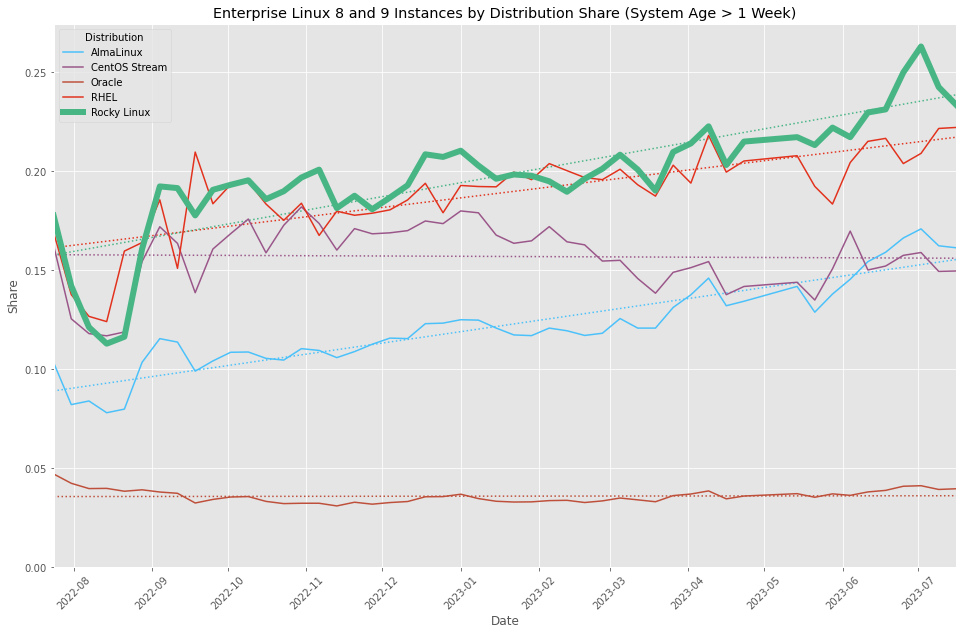 Enterprise Linux 8 and 9 Instances by Distribution Share (System Age > 1 Week)
Distribution
AlmaLinux
CentOS Stream
Oracle
RHEL
Rocky Linux
Share
0.25
0.20
0.15
0.10
0.05
0.00
2022-08
2022-09
2022-10
2022-11
2022-12
2023-01
2023-02
2023-03
2023-04
2023-05
2023-06
2023-07
Date